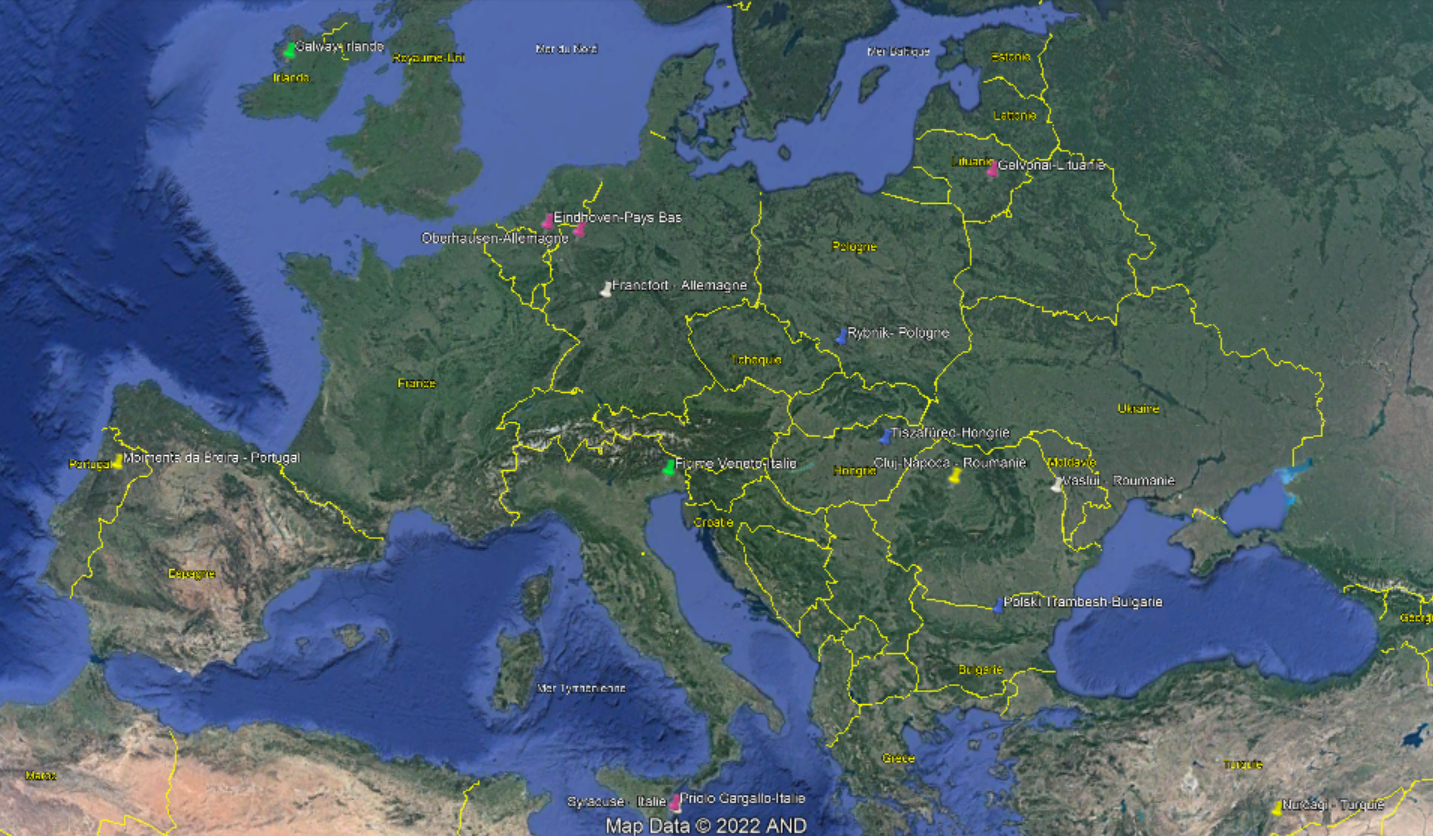 Galway-Irlande
Mer du Nord
Mer Baltique
Royaume-Uni
Estonie
Irlande
Lettonie
Lituanie
Gelvonai-Lituanie
Eindhoven-Pays Bas
Oberhausen-Allemagne
Pologne
Francfort - Allemagne
Rybnik- Pologne
Tchéquie
France
Ukraine
Tiszafüred-Hongrie
Moimenta da Breira - Portugal
Portugal
Fiume Veneto-Italie
Hongrie
Cluj-Napoca - Roumanie
Moldavie
Vaslui - Roumanie
Croatie
Espagne
Polski Trambesh-Bulgarie
Géorgi
Bulgarie
Mer Tyrrhénienne
Grèce
Turquie
Maroc
Syracuse - Italie
Priolo Gargallo-Italie
Nurcagi - Turquie
Map Data © 2022 AND